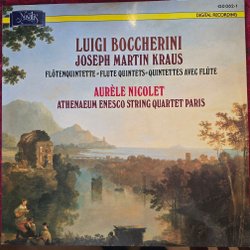 NOVALIS
DIGITAL RECORDING
LUIGI BOCCHERINI
JOSEPH MARTIN KRAUS
FLÖTENQUINTETTE • FLUTE QUINTETS • QUINTETTES AVEC FLÛTE
AURÈLE NICOLET
ATHENAEUM ENESCO STRING QUARTET PARIS